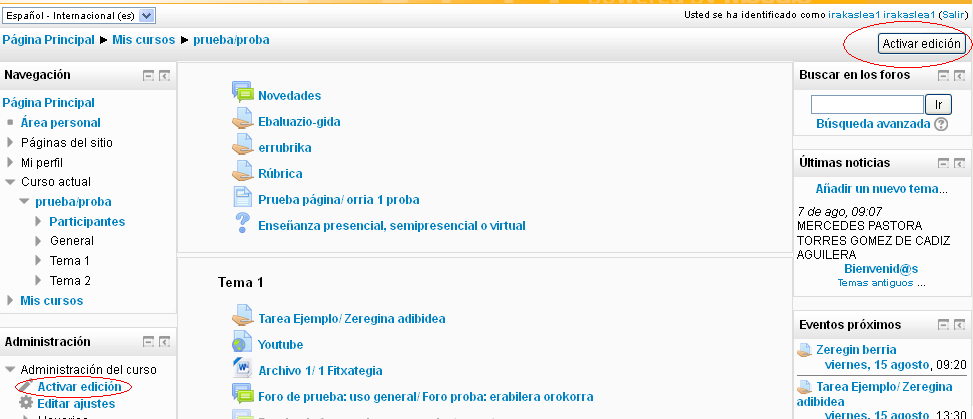 Español - Internacional (es)
Usted se ha identificado como irakaslea1 irakaslea1 (Salir)
Página Principal ► Mis cursos ► prueba/proba
Activar edición
Navegación
Página Principal
Área personal
Páginas del sitio
Mi perfil
Curso actual
prueba/proba
Participantes
General
Tema 1
Tema 2
Mis cursos
Administración
Administración del curso
Activar edición
Editar ajustes
Novedades
Ebaluazio-gida
errubrika
Rúbrica
Prueba página/ orria 1 proba
Enseñanza presencial, semipresencial o virtual
Tema 1
Tarea Ejemplo/ Zeregina adibidea
Youtube
Archivo 1/ 1 Fitxategia
Foro de prueba: uso general/ Foro proba: erabilera orokorra
Buscar en los foros
Ir
Búsqueda avanzada
Últimas noticias
Añadir un nuevo tema...
7 de ago, 09:07
MERCEDES PASTORA
TORRES GOMEZ DE CADIZ
AGUILERA
Bienvenid@s
Temas antiguos ...
Eventos próximos
Zeregin berria
viernes, 15 agosto, 09:20
Tarea Ejemplo/ Zeregina
adibidea
viernes, 15 agosto, 13:30